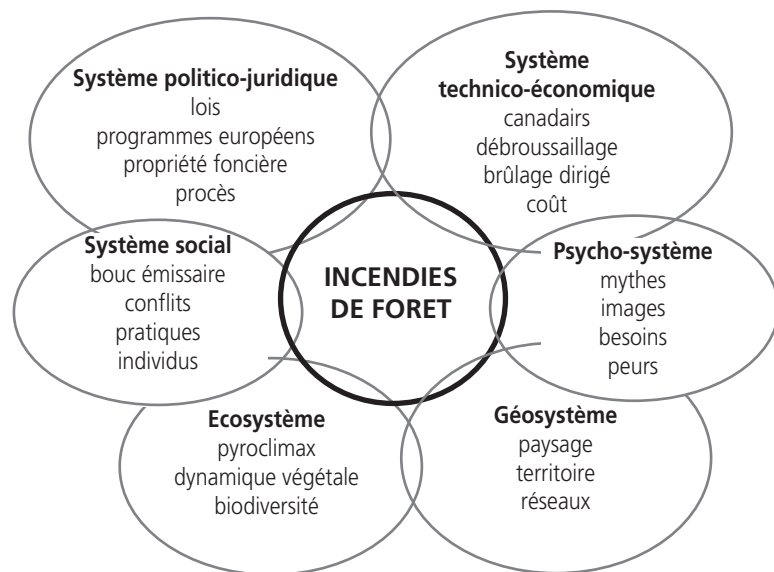 Système politico-juridique
lois
programmes européens
propriété foncière
procès
Système
technico-économique
canadairs
débroussaillage
brûlage dirigé
coût
Système social
bouc émissaire
conflits
pratiques
individus
INCENDIES
DE FORET
Psycho-système
mythes
images
besoins
peurs
Ecosystème
pyroclimax
dynamique végétale
biodiversité
Géosystème
paysage
territoire
réseaux